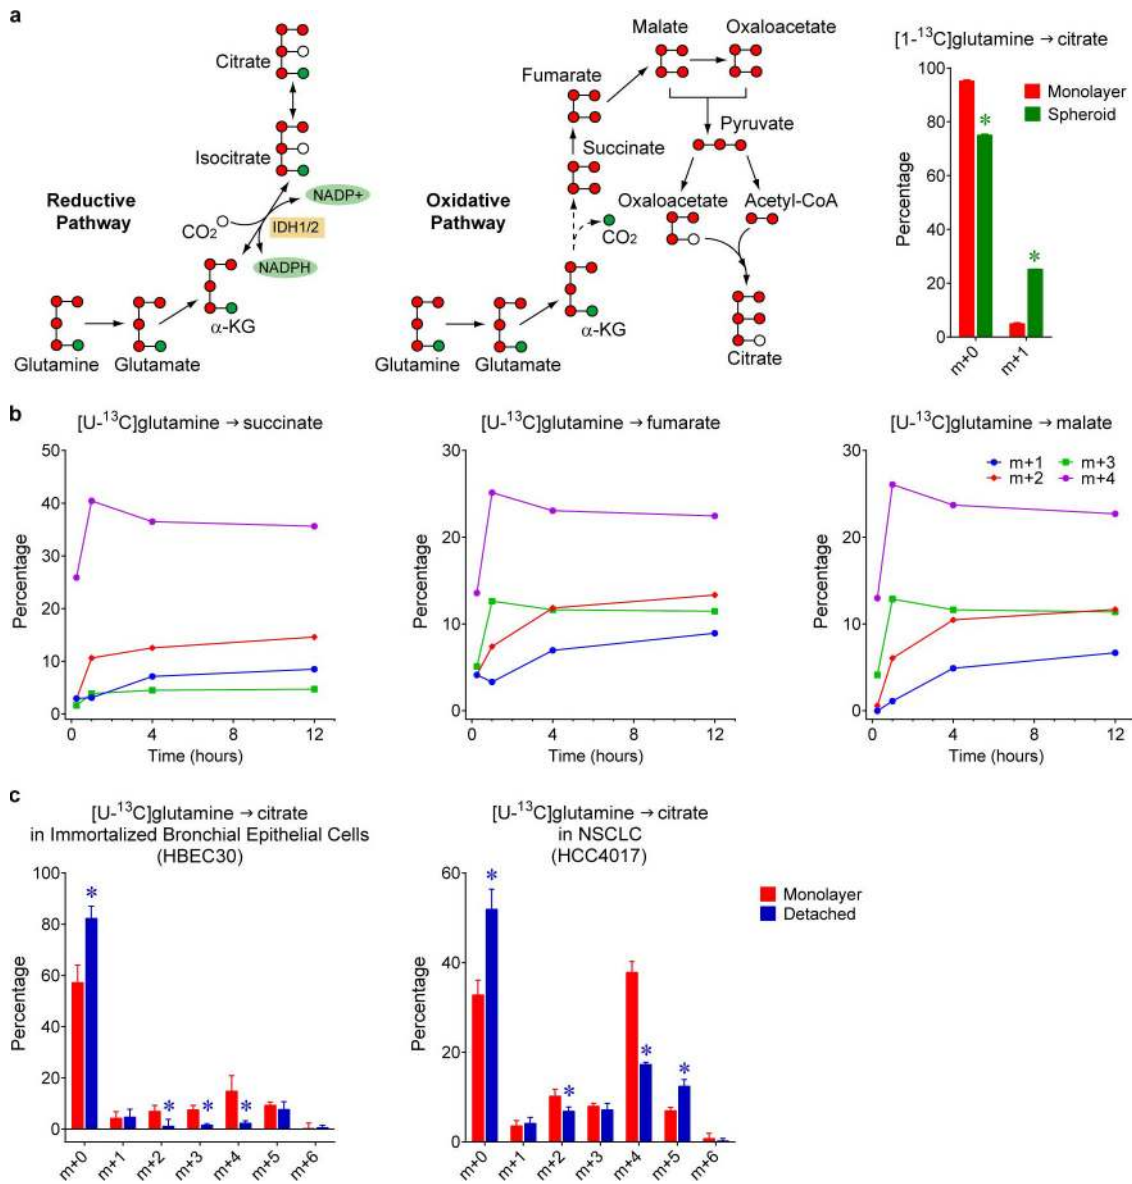 a
Citrate
Isocitrate
Reductive
Pathway
CO2
NADP+
IDH1/2
NADPH
α-KG
Glutamine
Glutamate
Oxidative
Pathway
Malate
Oxaloacetate
Fumarate
Succinate
Pyruvate
Oxaloacetate
Acetyl-CoA
CO2
α-KG
Glutamine
Glutamate
Citrate
[1-13C]glutamine → citrate
Percentage
100
80
60
40
20
0
Monolayer
Spheroid
*
*
m+0
m+1
b
[U-13C]glutamine → succinate
Percentage
50
40
30
20
10
0
0
4
8
12
Time (hours)
[U-13C]glutamine → fumarate
Percentage
30
20
10
0
0
4
8
12
Time (hours)
[U-13C]glutamine → malate
Percentage
30
20
10
0
0
4
8
12
Time (hours)
m+1
m+2
m+3
m+4
c
[U-13C]glutamine → citrate
in Immortalized Bronchial Epithelial Cells
(HBEC30)
Percentage
100
80
60
40
20
0
*
*
*
*
m+0
m+1
m+2
m+3
m+4
m+5
m+6
[U-13C]glutamine → citrate
in NSCLC
(HCC4017)
Percentage
60
40
20
0
*
*
*
*
m+0
m+1
m+2
m+3
m+4
m+5
m+6
Monolayer
Detached